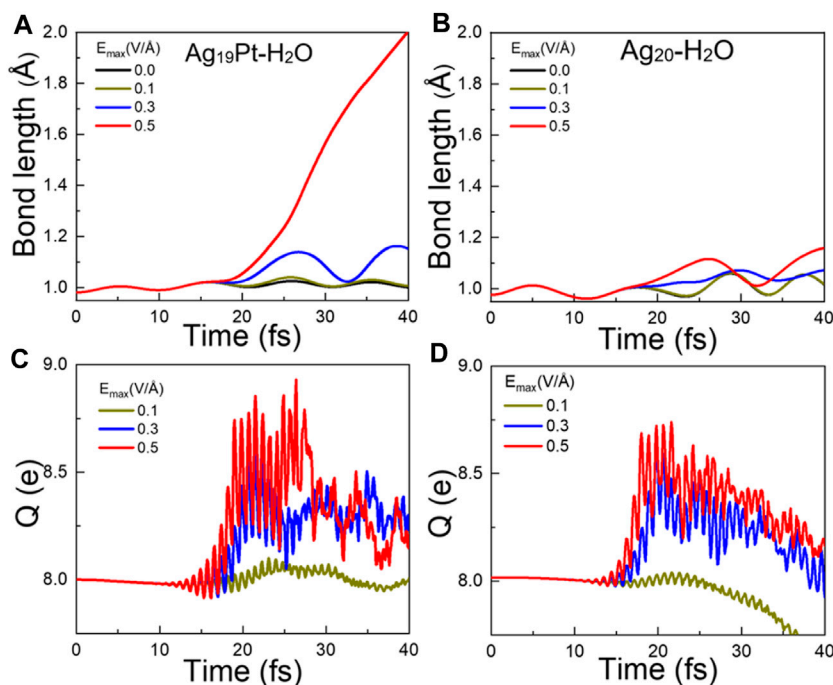 A
Bond length (Å)
2.0
1.8
1.6
1.4
1.2
1.0
Eₘₐₓ(V/Å)
0.0
0.1
0.3
0.5
Ag₁₉Pt-H₂O
0 10 20 30 40
Time (fs)
B
Bond length (Å)
2.0
1.8
1.6
1.4
1.2
1.0
Eₘₐₓ(V/Å)
0.0
0.1
0.3
0.5
Ag₂₀-H₂O
0 10 20 30 40
Time (fs)
C
Q (e)
9.0
8.5
8.0
Eₘₐₓ(V/Å)
0.1
0.3
0.5
0 10 20 30 40
Time (fs)
D
Q (e)
9.0
8.5
8.0
Eₘₐₓ(V/Å)
0.1
0.3
0.5
0 10 20 30 40
Time (fs)